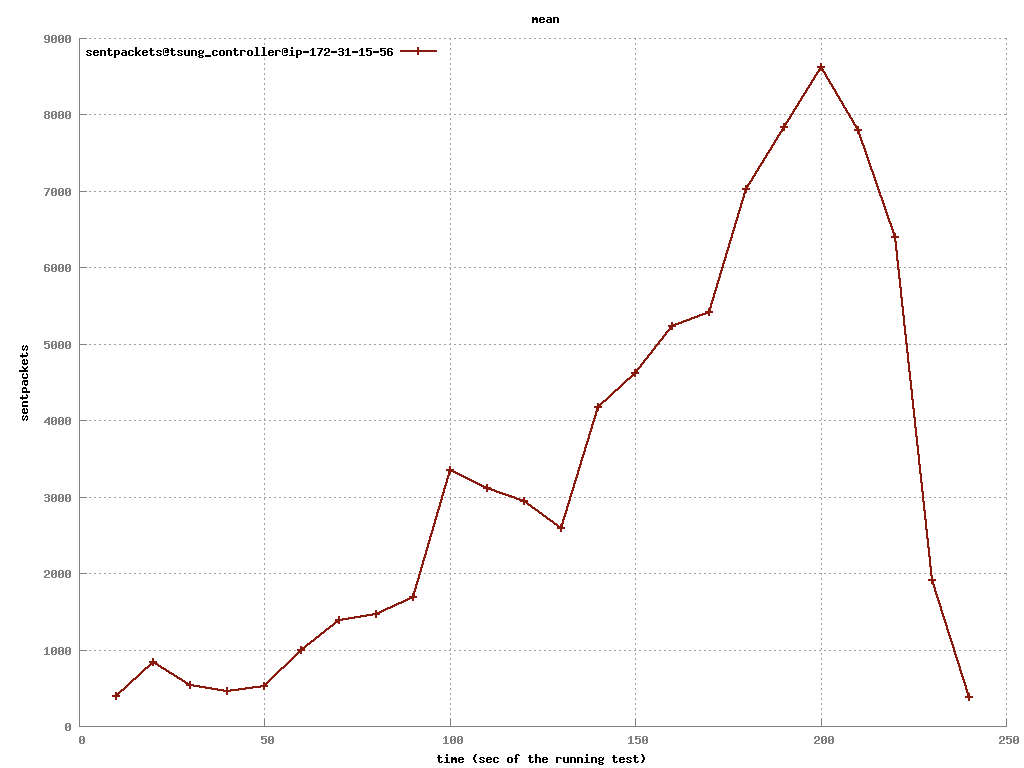 mean
sentpackets@tsung_controller@ip-172-31-15-56
9000
8000
7000
6000
5000
4000
3000
2000
1000
0
sentpackets
0 50 100 150 200 250
time (sec of the running test)